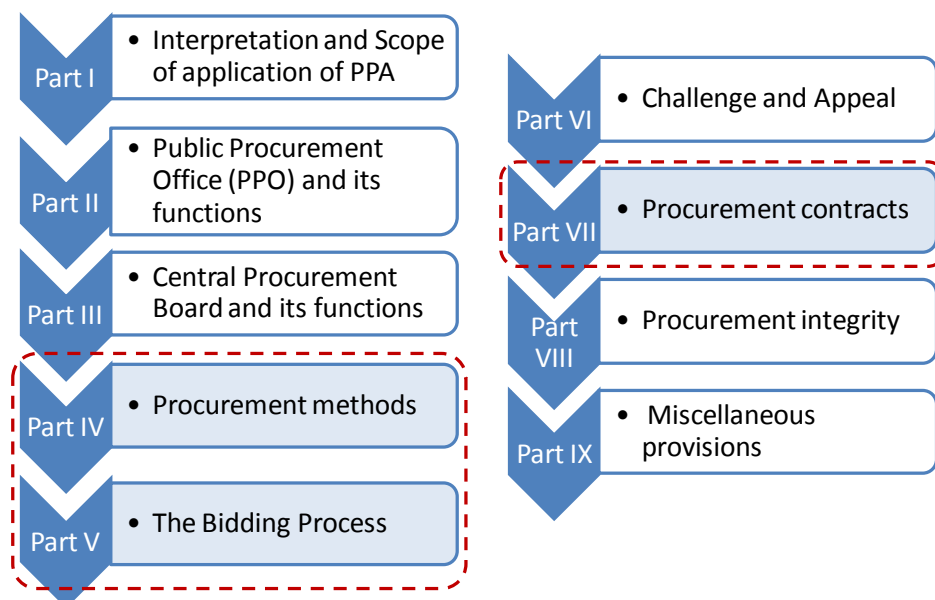 Part I
• Interpretation and Scope
of application of PPA
Part II
• Public Procurement
Office (PPO) and its
functions
Part III
• Central Procurement
Board and its functions
Part IV
• Procurement methods
Part V
• The Bidding Process
Part VI
• Challenge and Appeal
Part VII
• Procurement contracts
Part
VIII
• Procurement integrity
Part IX
• Miscellaneous
provisions